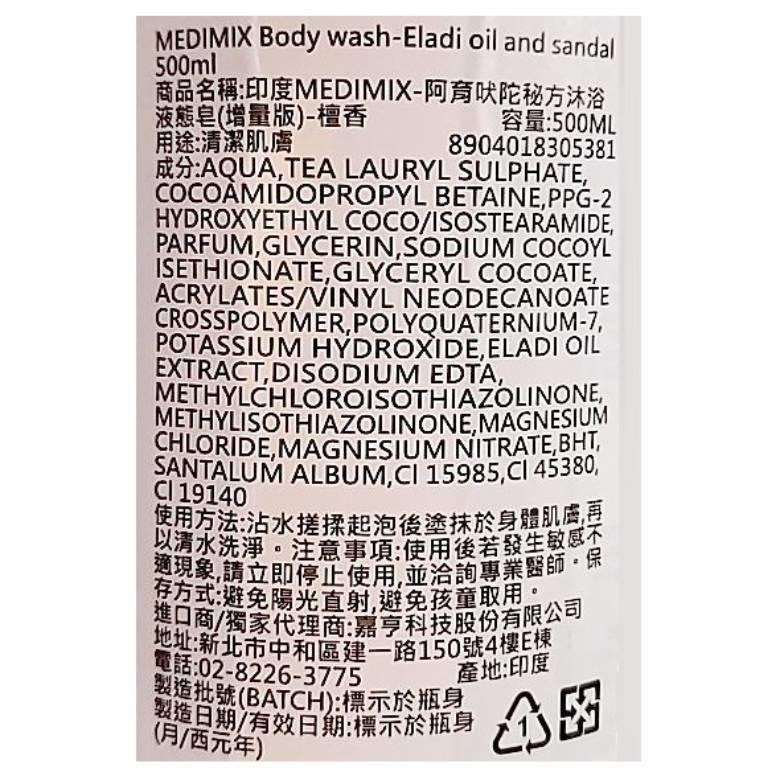 MEDIMIX Body wash-Eladi oil and sandal
500ml
商品名稱:印度MEDIMIX-阿育吠陀秘方沐浴
液態皂(增量版)-檀香 容量:500ML
用途:清潔肌膚 8904018305381
成分:AQUA,TEA LAURYL SULPHATE,
COCOAMIDOPROPYL BETAINE,PPG-2
HYDROXYETHYL COCO/ISOSTEARAMIDE,
PARFUM,GLYCERIN,SODIUM COCOYL
ISETHIONATE,GLYCERYL COCOATE,
ACRYLATES/VINYL NEODECANOATE
CROSSPOLYMER,POLYQUATERNIUM-7,
POTASSIUM HYDROXIDE,ELADI OIL
EXTRACT,DISODIUM EDTA,
METHYLCHLOROISOTHIAZOLINONE,
METHYLISOTHIAZOLINONE,MAGNESIUM
CHLORIDE,MAGNESIUM NITRATE,BHT,
SANTALUM ALBUM,CI 15985,CI 45380,
CI 19140
使用方法:沾水搓揉起泡後塗抹於身體肌膚,再
以清水洗淨。注意事項:使用後若發生敏感不
適現象,請立即停止使用,並洽詢專業醫師。保
存方式:避免陽光直射,避免孩童取用。
進口商/獨家代理商:嘉亨科技股份有限公司
地址:新北市中和區建一路150號4樓E棟
電話:02-8226-3775 產地:印度
製造批號(BATCH):標示於瓶身
製造日期/有效日期:標示於瓶身
(月/西元年)
1